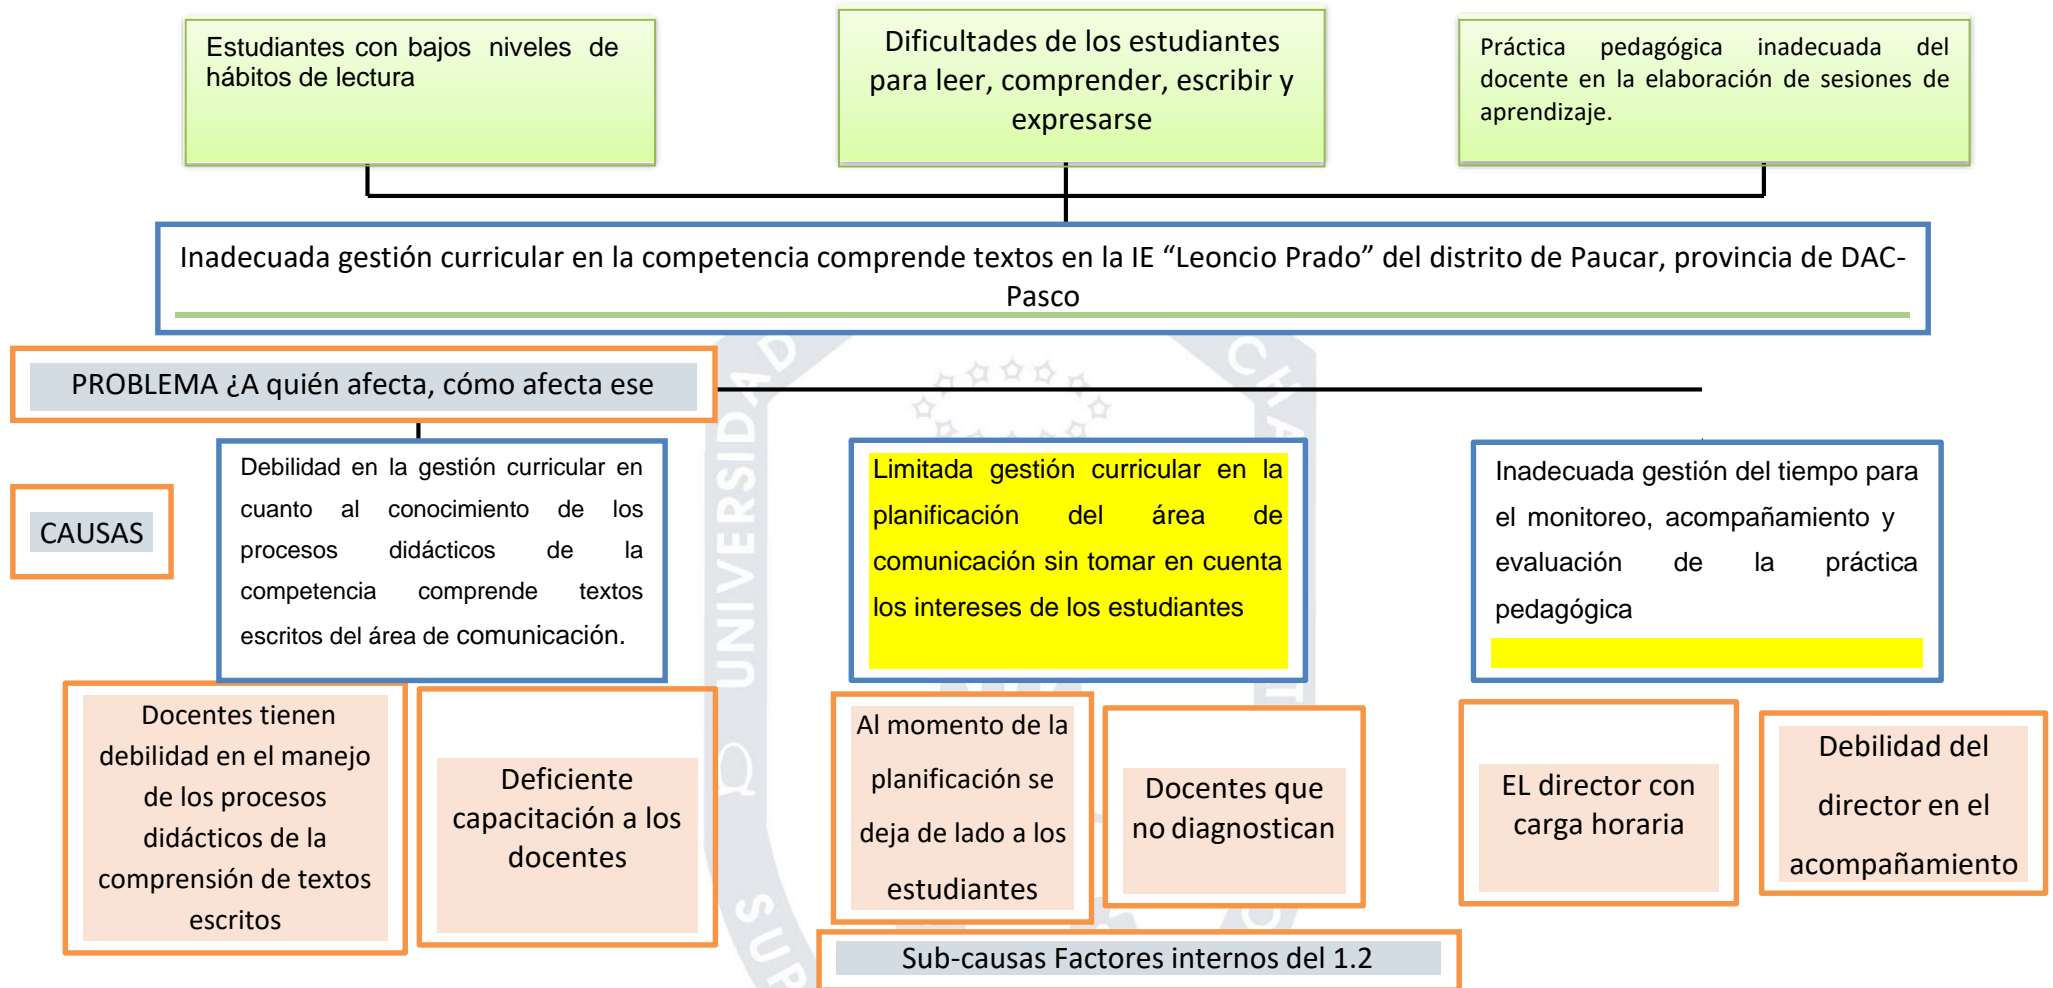 Estudiantes con bajos niveles de
hábitos de lectura
Dificultades de los estudiantes
para leer, comprender, escribir y
expresarse
Práctica pedagógica inadecuada del
docente en la elaboración de sesiones de
aprendizaje.
Inadecuada gestión curricular en la competencia comprende textos en la IE “Leoncio Prado” del distrito de Paucar, provincia de DAC-
Pasco
PROBLEMA ¿A quién afecta, cómo afecta ese
CAUSAS
Debilidad en la gestión curricular en
cuanto al conocimiento de los
procesos didácticos de la
competencia comprende textos
escritos del área de comunicación.
Limitada gestión curricular en la
planificación del área de
comunicación sin tomar en cuenta
los intereses de los estudiantes
Inadecuada gestión del tiempo para
el monitoreo, acompañamiento y
evaluación de la práctica
pedagógica
Docentes tienen
debilidad en el manejo
de los procesos
didácticos de la
comprensión de textos
escritos
Deficiente
capacitación a los
docentes
Al momento de la
planificación se
deja de lado a los
estudiantes
Docentes que
no diagnostican
EL director con
carga horaria
Debilidad del
director en el
acompañamiento
Sub-causas Factores internos del 1.2
UNIVERSIDAD